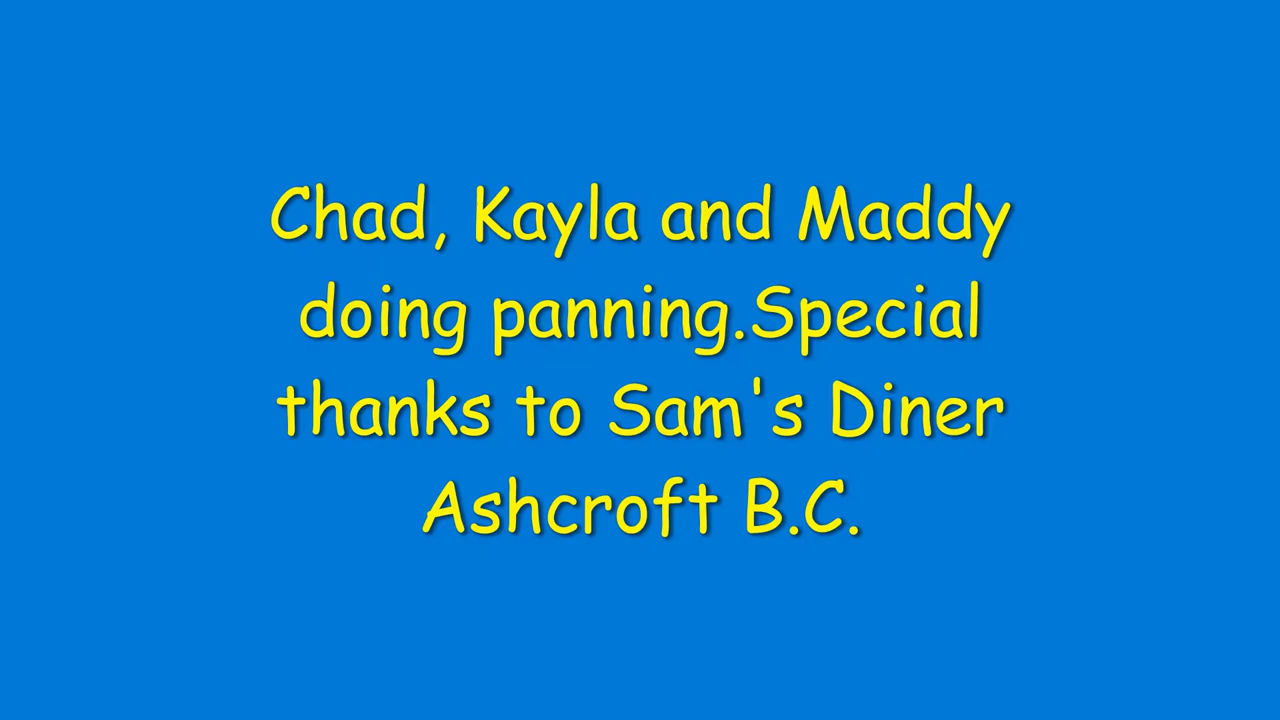 Chad, Kayla and Maddy
doing panning.Special
thanks to Sam's Diner
Ashcroft B.C.